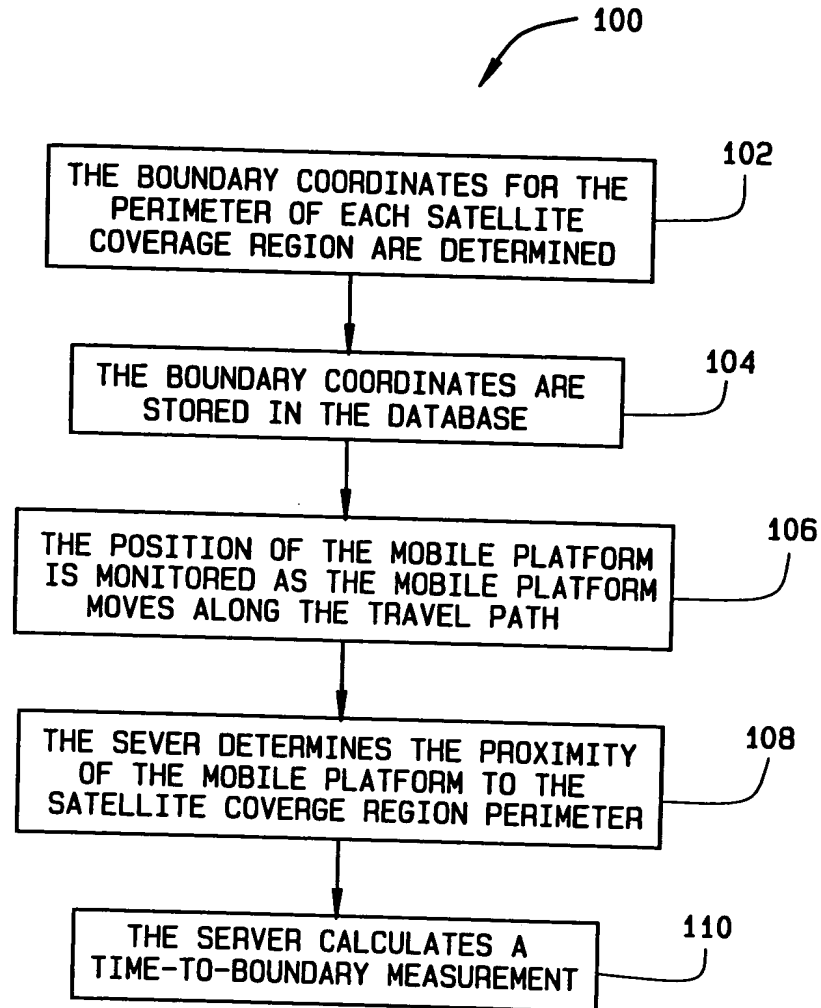 100
THE BOUNDARY COORDINATES FOR THE
PERIMETER OF EACH SATELLITE
COVERAGE REGION ARE DETERMINED
102
THE BOUNDARY COORDINATES ARE
STORED IN THE DATABASE
104
THE POSITION OF THE MOBILE PLATFORM
IS MONITORED AS THE MOBILE PLATFORM
MOVES ALONG THE TRAVEL PATH
106
THE SEVER DETERMINES THE PROXIMITY
OF THE MOBILE PLATFORM TO THE
SATELLITE COVERGE REGION PERIMETER
108
THE SERVER CALCULATES A
TIME-TO-BOUNDARY MEASUREMENT
110